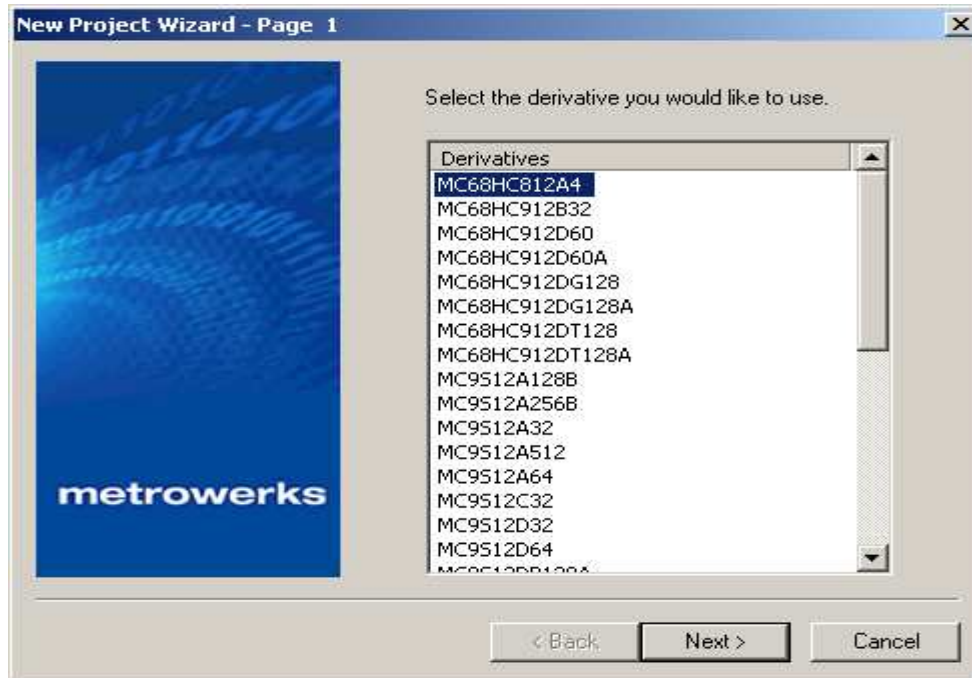 New Project Wizard - Page 1
Select the derivative you would like to use.
Derivatives
MC68HC812A4
MC68HC912B32
MC68HC912D60
MC68HC912D60A
MC68HC912DG128
MC68HC912DG128A
MC68HC912DT128
MC68HC912DT128A
MC9S12A128B
MC9S12A256B
MC9S12A32
MC9S12A512
MC9S12A64
MC9S12C32
MC9S12D32
MC9S12D64
metrowerks
< Back
Next >
Cancel